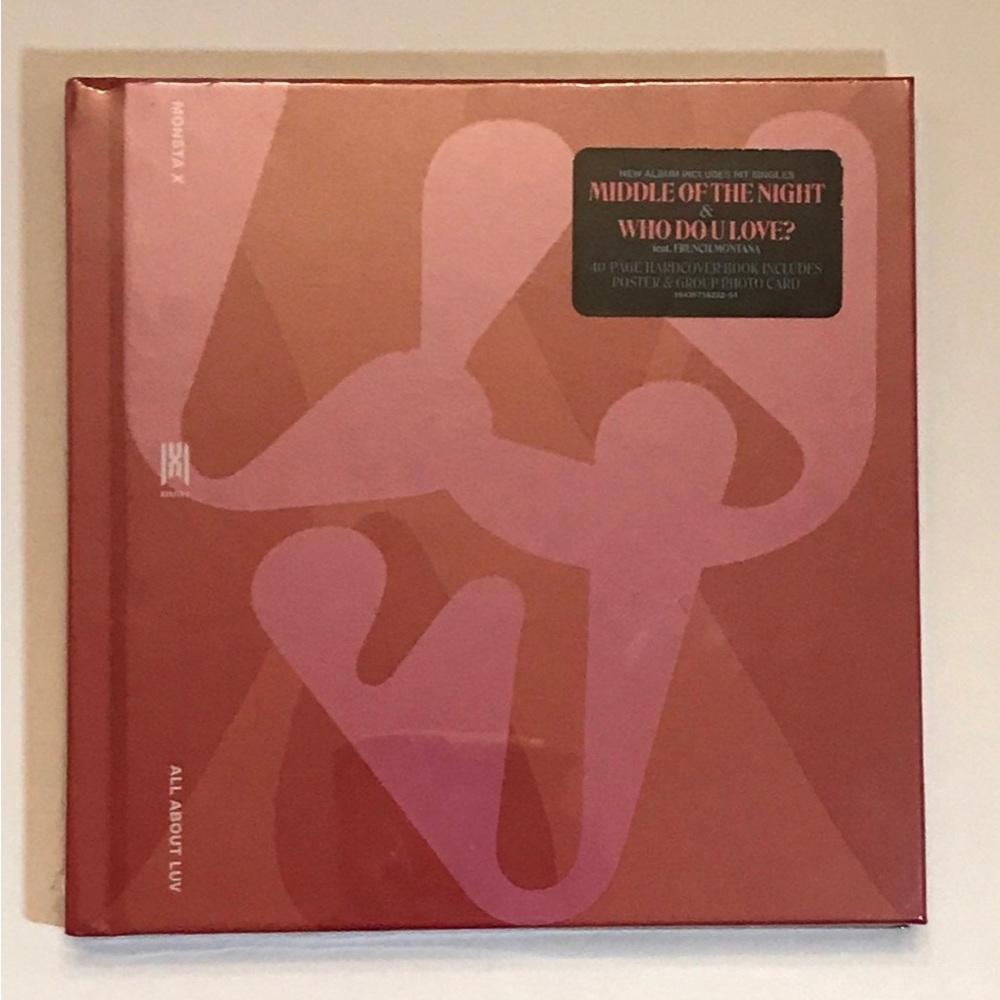 MONSTA X
NEW ALBUM INCLUDES HIT SINGLES
MIDDLE OF THE NIGHT
&
WHO DO U LOVE?
feat. FRENCH MONTANA
40 PAGE HARDCOVER BOOK INCLUDES
POSTER & GROUP PHOTO CARD
ALL ABOUT LUV